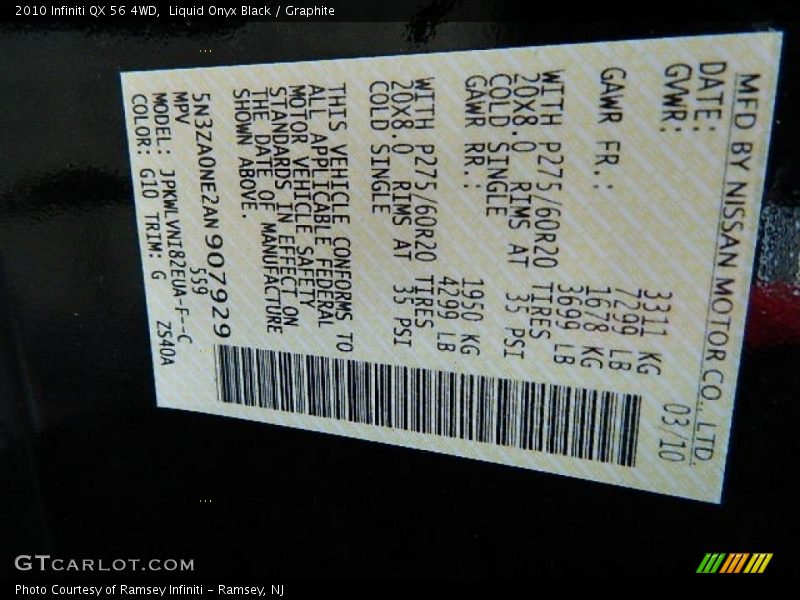 2010 Infiniti QX 56 4WD, Liquid Onyx Black / Graphite
MFD BY NISSAN MOTOR CO., LTD.
DATE: 03/10
GVWR: 3311 KG
7299 LB
GAWR FR.: 1678 KG
3699 LB
WITH P275/60R20 TIRES
20X8.0 RIMS AT 35 PSI
COLD SINGLE
GAWR RR.: 1950 KG
4299 LB
WITH P275/60R20 TIRES
20X8.0 RIMS AT 35 PSI
COLD SINGLE
THIS VEHICLE CONFORMS TO
ALL APPLICABLE FEDERAL
MOTOR VEHICLE SAFETY
STANDARDS IN EFFECT ON
THE DATE OF MANUFACTURE
SHOWN ABOVE.
5N3ZA0NE2AN907929
MPV 559
MODEL: JPKWLVNI82EUA-F--C
COLOR: G10 TRIM: G ZS40A
GTCARLOT.COM
Photo Courtesy of Ramsey Infiniti - Ramsey, NJ